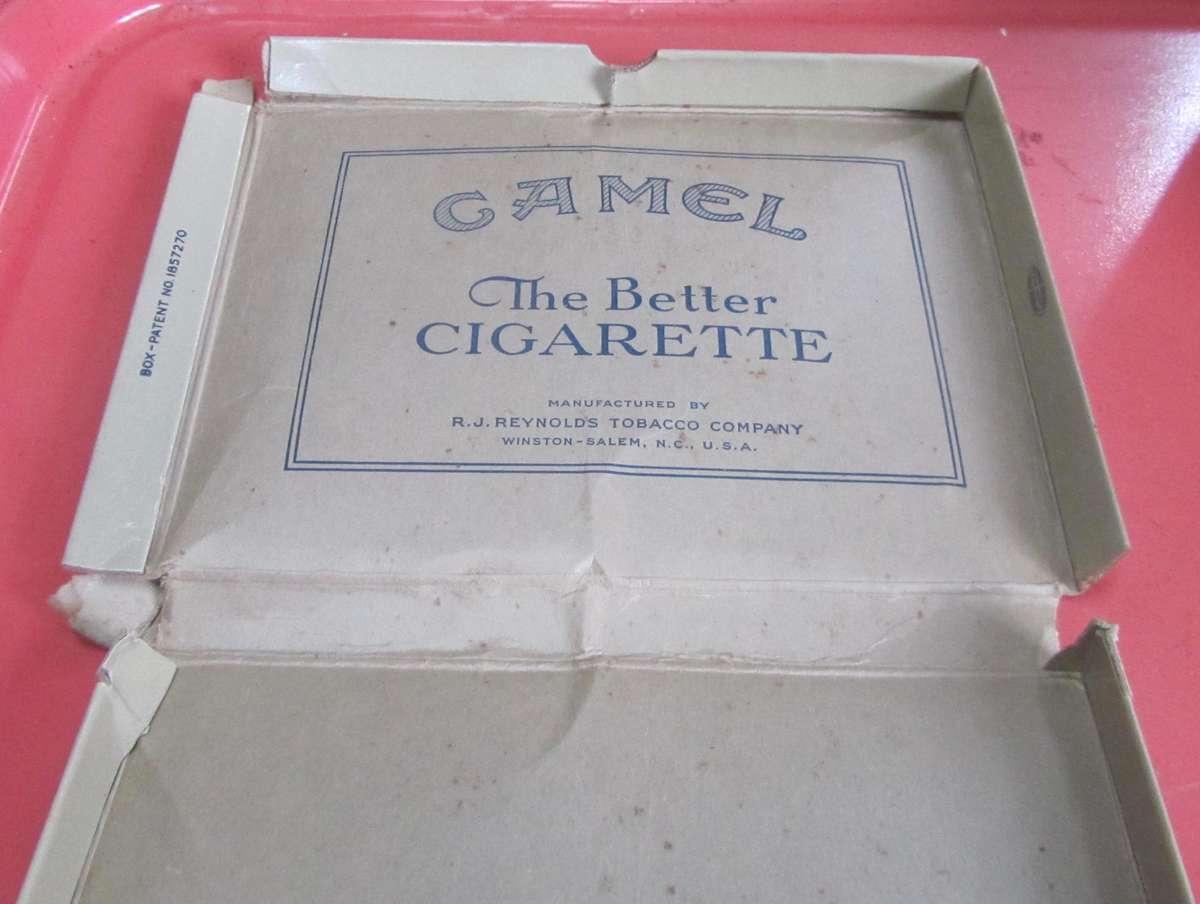 CAMEL
The Better
CIGARETTE
MANUFACTURED BY
R.J. REYNOLDS TOBACCO COMPANY
WINSTON-SALEM, N.C., U.S.A.
BOX-PATENT NO. 1857270